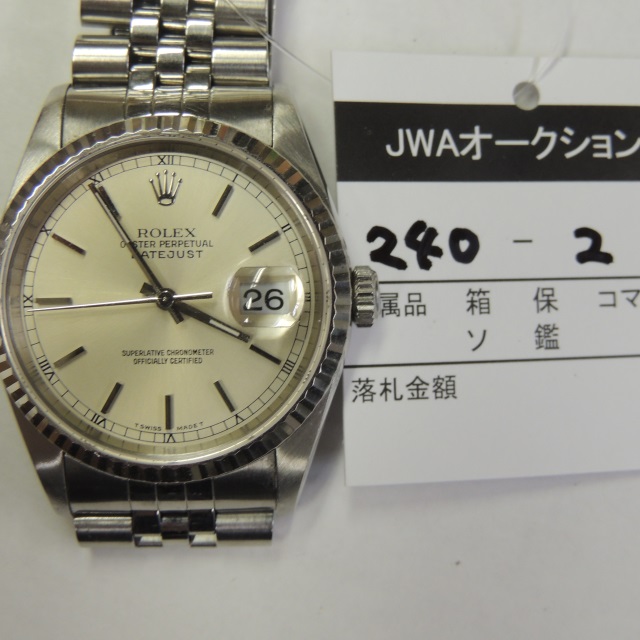 XII
ROLEX
OYSTER PERPETUAL
DATEJUST
26
SUPERLATIVE CHRONOMETER
OFFICIALLY CERTIFIED
T SWISS MADE T
JWAオークション
240 - 2
属品 箱 保 コマ
ソ 鑑
落札金額